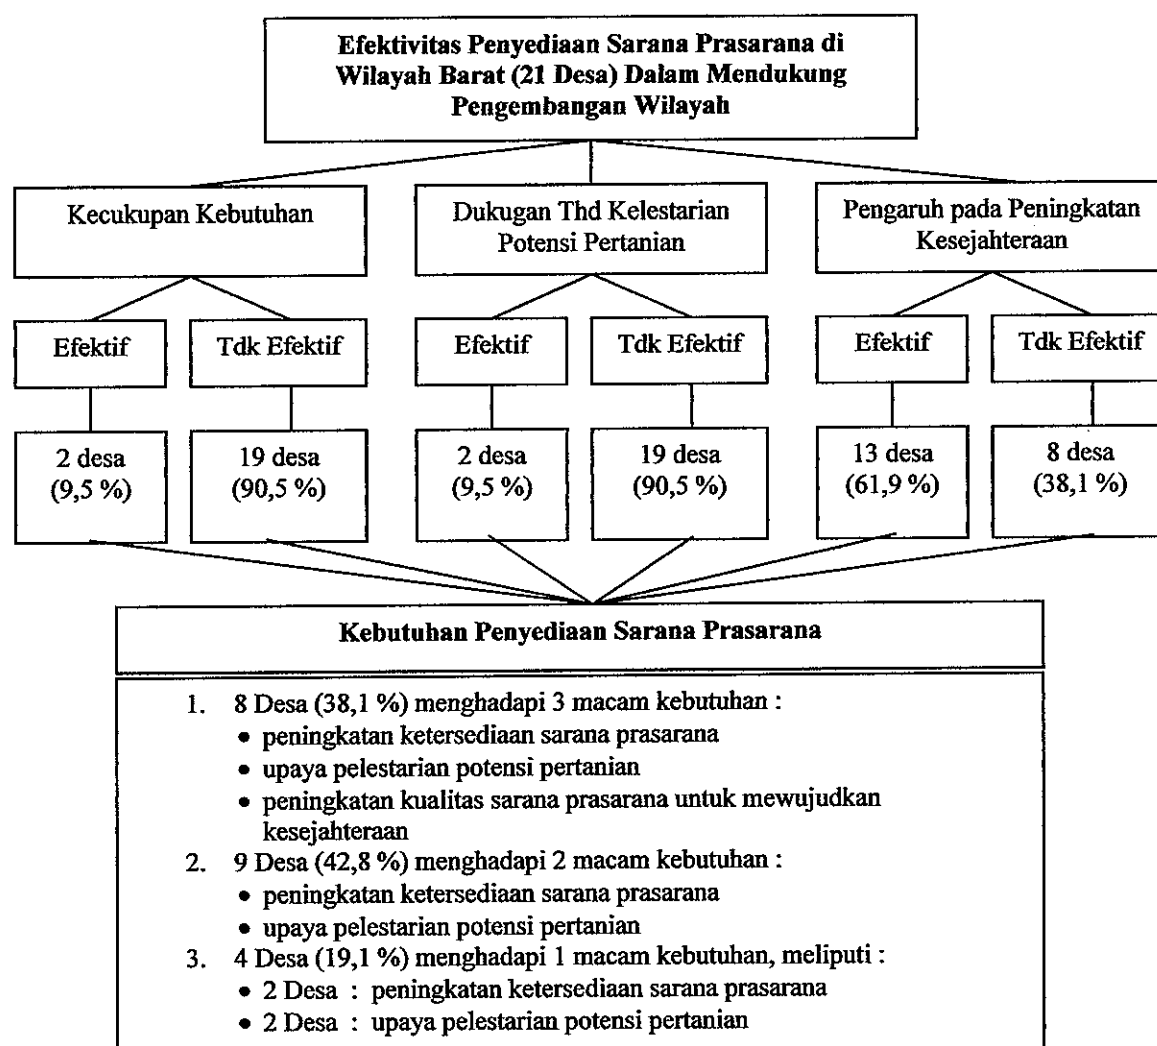 Efektivitas Penyediaan Sarana Prasarana di
Wilayah Barat (21 Desa) Dalam Mendukung
Pengembangan Wilayah
Kecukupan Kebutuhan
Dukugan Thd Kelestarian
Potensi Pertanian
Pengaruh pada Peningkatan
Kesejahteraan
Efektif
Tdk Efektif
Efektif
Tdk Efektif
Efektif
Tdk Efektif
2 desa
(9,5 %)
19 desa
(90,5 %)
2 desa
(9,5 %)
19 desa
(90,5 %)
13 desa
(61,9 %)
8 desa
(38,1 %)
Kebutuhan Penyediaan Sarana Prasarana
1. 8 Desa (38,1 %) menghadapi 3 macam kebutuhan :
• peningkatan ketersediaan sarana prasarana
• upaya pelestarian potensi pertanian
• peningkatan kualitas sarana prasarana untuk mewujudkan
kesejahteraan
2. 9 Desa (42,8 %) menghadapi 2 macam kebutuhan :
• peningkatan ketersediaan sarana prasarana
• upaya pelestarian potensi pertanian
3. 4 Desa (19,1 %) menghadapi 1 macam kebutuhan, meliputi :
• 2 Desa : peningkatan ketersediaan sarana prasarana
• 2 Desa : upaya pelestarian potensi pertanian